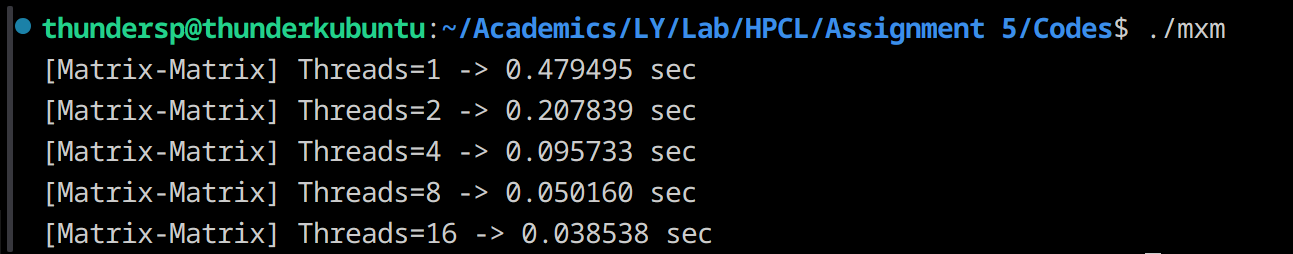 thundersp@thunderkubuntu:~/Academics/LY/Lab/HPCL/Assignment 5/Codes$ ./mxm
[Matrix-Matrix] Threads=1 -> 0.479495 sec
[Matrix-Matrix] Threads=2 -> 0.207839 sec
[Matrix-Matrix] Threads=4 -> 0.095733 sec
[Matrix-Matrix] Threads=8 -> 0.050160 sec
[Matrix-Matrix] Threads=16 -> 0.038538 sec